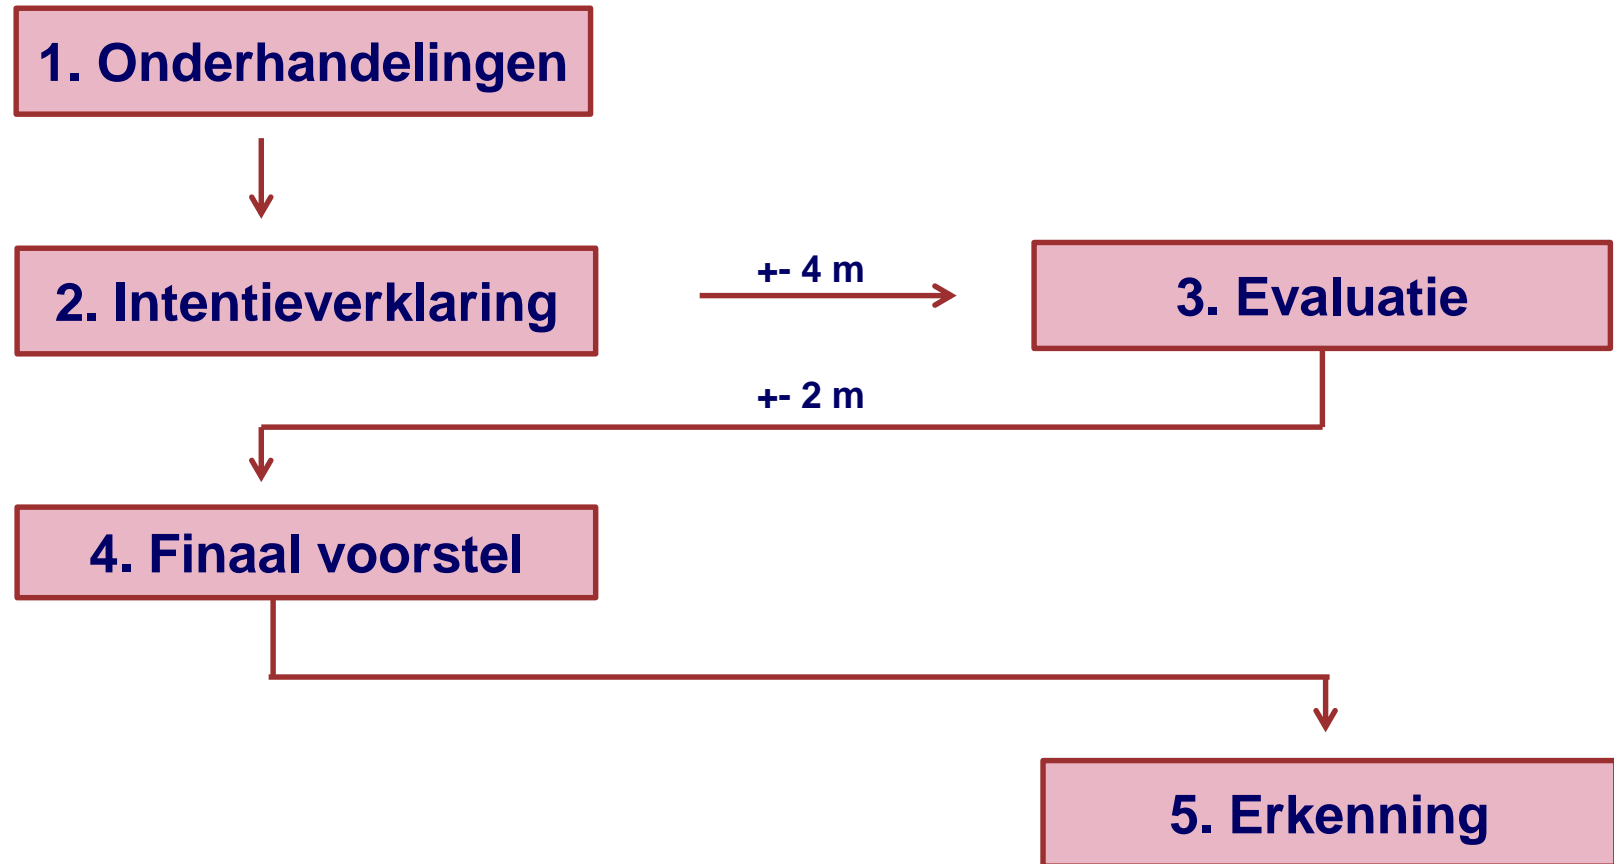 1. Onderhandelingen
2. Intentieverklaring
+- 4 m
3. Evaluatie
+- 2 m
4. Finaal voorstel
5. Erkenning